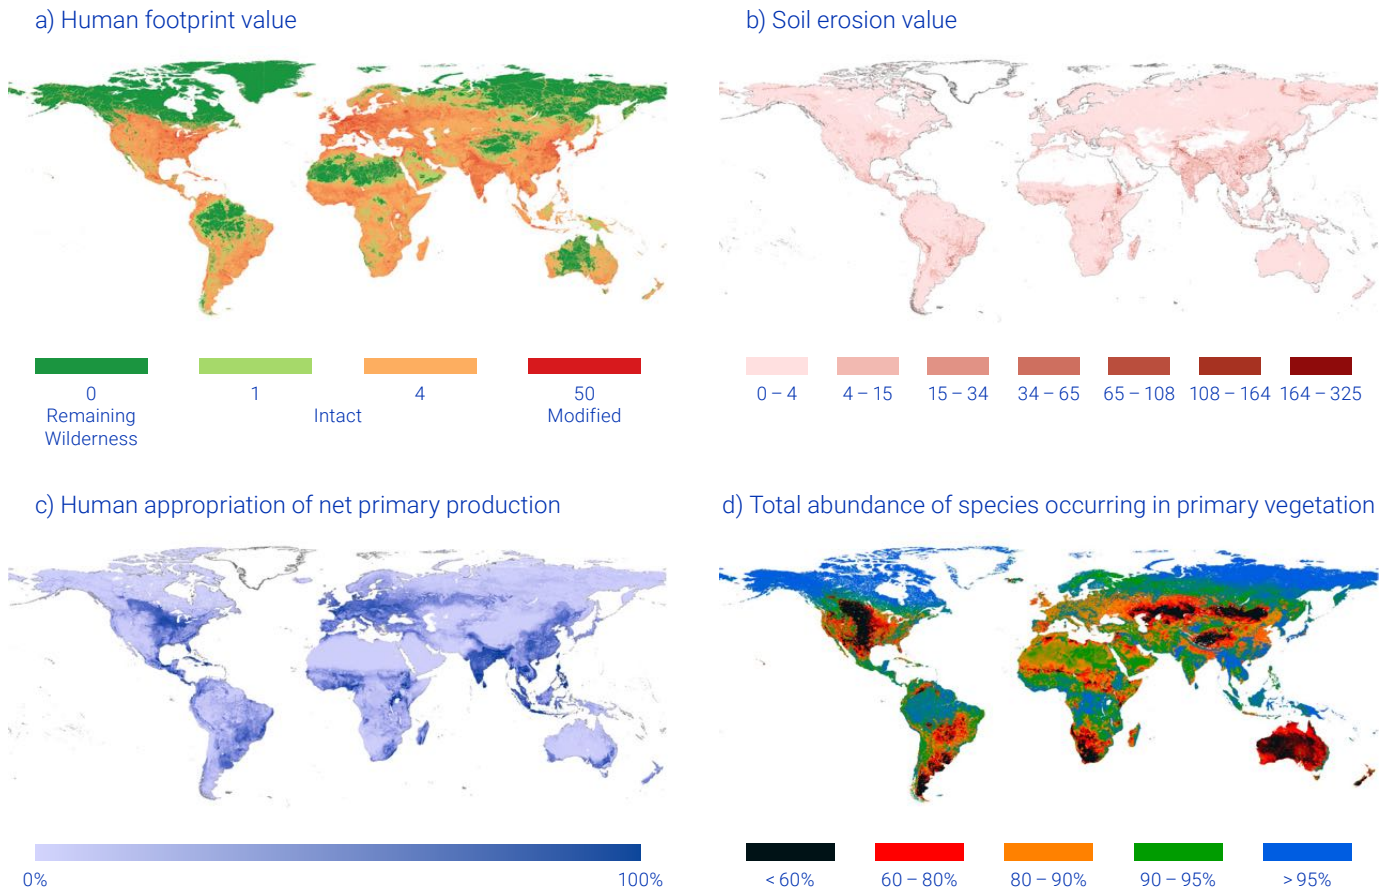 a) Human footprint value
b) Soil erosion value
0
1
4
50
Remaining
Wilderness
Intact
Modified
0 – 4
4 – 15
15 – 34
34 – 65
65 – 108
108 – 164
164 – 325
c) Human appropriation of net primary production
d) Total abundance of species occurring in primary vegetation
0%
100%
< 60%
60 – 80%
80 – 90%
90 – 95%
> 95%